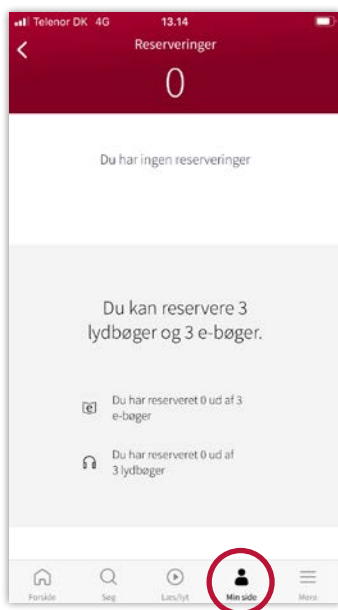 Telenor DK 4G 13.14
Reserveringer
0
Du har ingen reserveringer
Du kan reservere 3
lydbøger og 3 e-bøger.
e
Du har reserveret 0 ud af 3
e-bøger
Du har reserveret 0 ud af
3 lydbøger
Forside Søg Læs/lyt Min side Mere